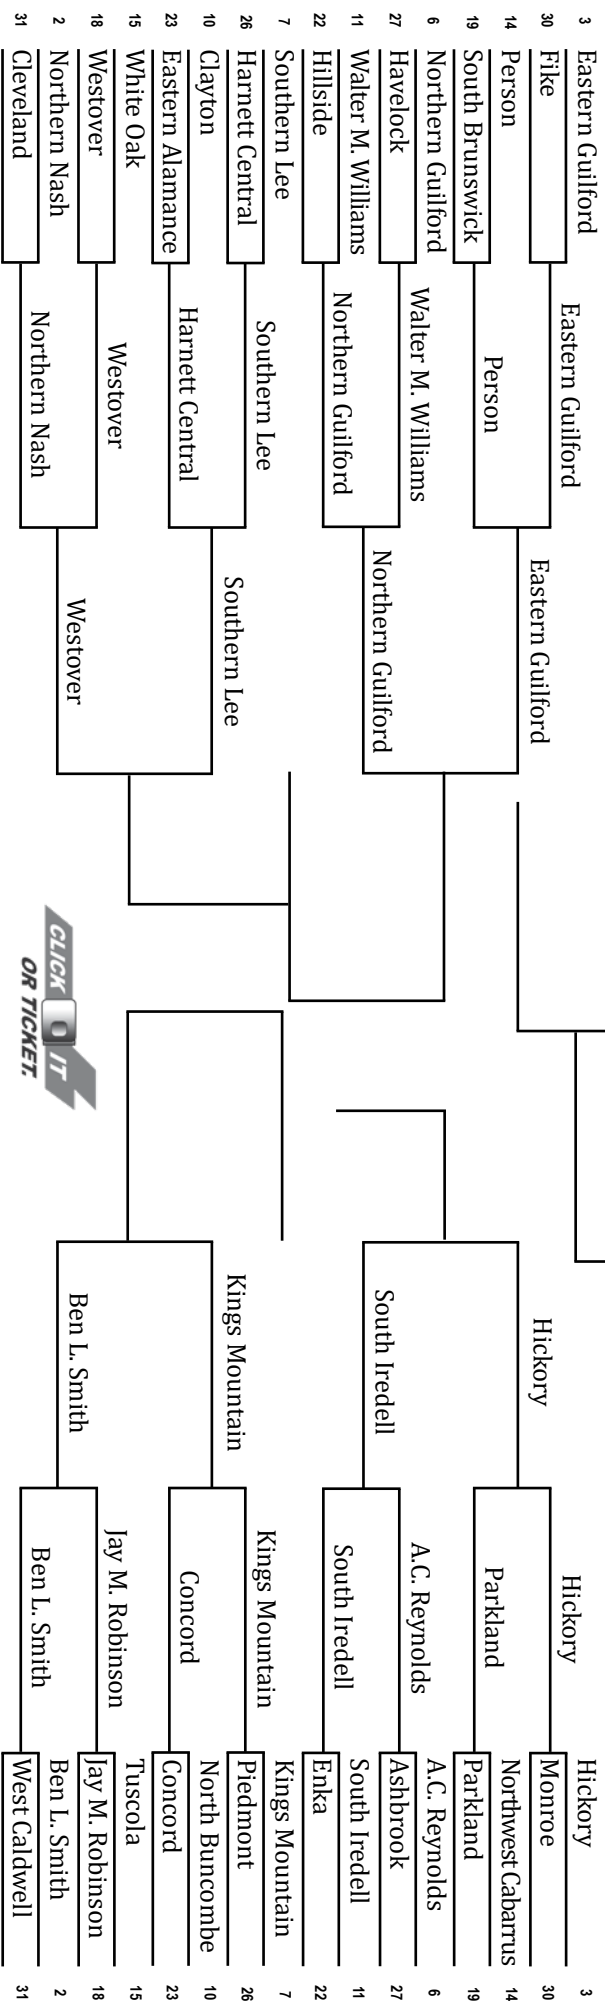 3 Eastern Guilford
30 Fike
14 Person
19 South Brunswick
6 Northern Guilford
27 Havelock
11 Walter M. Williams
22 Hillside
7 Southern Lee
26 Harnett Central
10 Clayton
23 Eastern Alamance
15 White Oak
18 Westover
2 Northern Nash
31 Cleveland
Eastern Guilford
Person
Walter M. Williams
Northern Guilford
Southern Lee
Harnett Central
Westover
Northern Nash
Eastern Guilford
Northern Guilford
Southern Lee
Westover
CLICK IT
OR TICKET.
Hickory
South Iredell
Kings Mountain
Ben L. Smith
Hickory
Parkland
A.C. Reynolds
South Iredell
Kings Mountain
Concord
Jay M. Robinson
Ben L. Smith
Hickory 3
Monroe 30
Northwest Cabarrus 14
Parkland 19
A.C. Reynolds 6
Ashbrook 27
South Iredell 11
Enka 22
Kings Mountain 7
Piedmont 26
North Buncombe 10
Concord 23
Tuscola 15
Jay M. Robinson 18
Ben L. Smith 2
West Caldwell 31